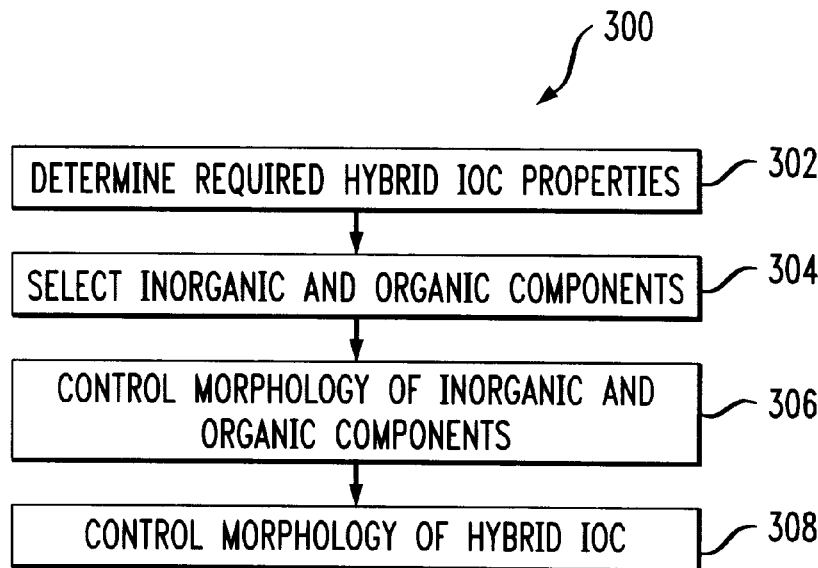 300
DETERMINE REQUIRED HYBRID IOC PROPERTIES
302
SELECT INORGANIC AND ORGANIC COMPONENTS
304
CONTROL MORPHOLOGY OF INORGANIC AND
ORGANIC COMPONENTS
306
CONTROL MORPHOLOGY OF HYBRID IOC
308